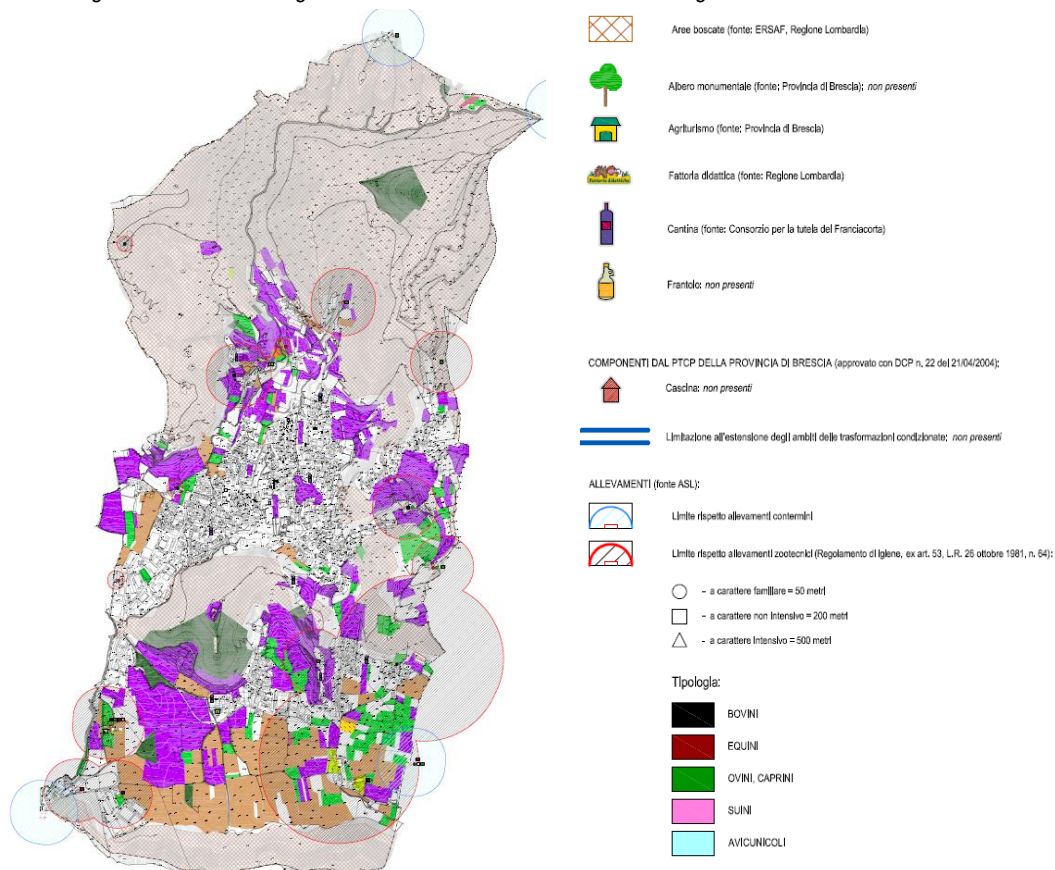 Aree boscate (fonte: ERSAF, Regione Lombardia)
Albero monumentale (fonte: Provincia di Brescia); non presenti
Agriturismo (fonte: Provincia di Brescia)
Fattorie didattiche
Fattoria didattica (fonte: Regione Lombardia)
Cantina (fonte: Consorzio per la tutela del Franciacorta)
Frantoio: non presenti
COMPONENTI DAL PTCP DELLA PROVINCIA DI BRESCIA (approvato con DCP n. 22 del 21/04/2004):
Cascina: non presenti
Limitazione all'estensione degli ambiti delle trasformazioni condizionate: non presenti
ALLEVAMENTI (fonte ASL):
Limite rispetto allevamenti contermini
Limite rispetto allevamenti zootecnici (Regolamento di Igiene, ex art. 53, L.R. 26 ottobre 1981, n. 64):
- a carattere familiare = 50 metri
- a carattere non intensivo = 200 metri
- a carattere intensivo = 500 metri
Tipologia:
BOVINI
EQUINI
OVINI, CAPRINI
SUINI
AVICUNICOLI